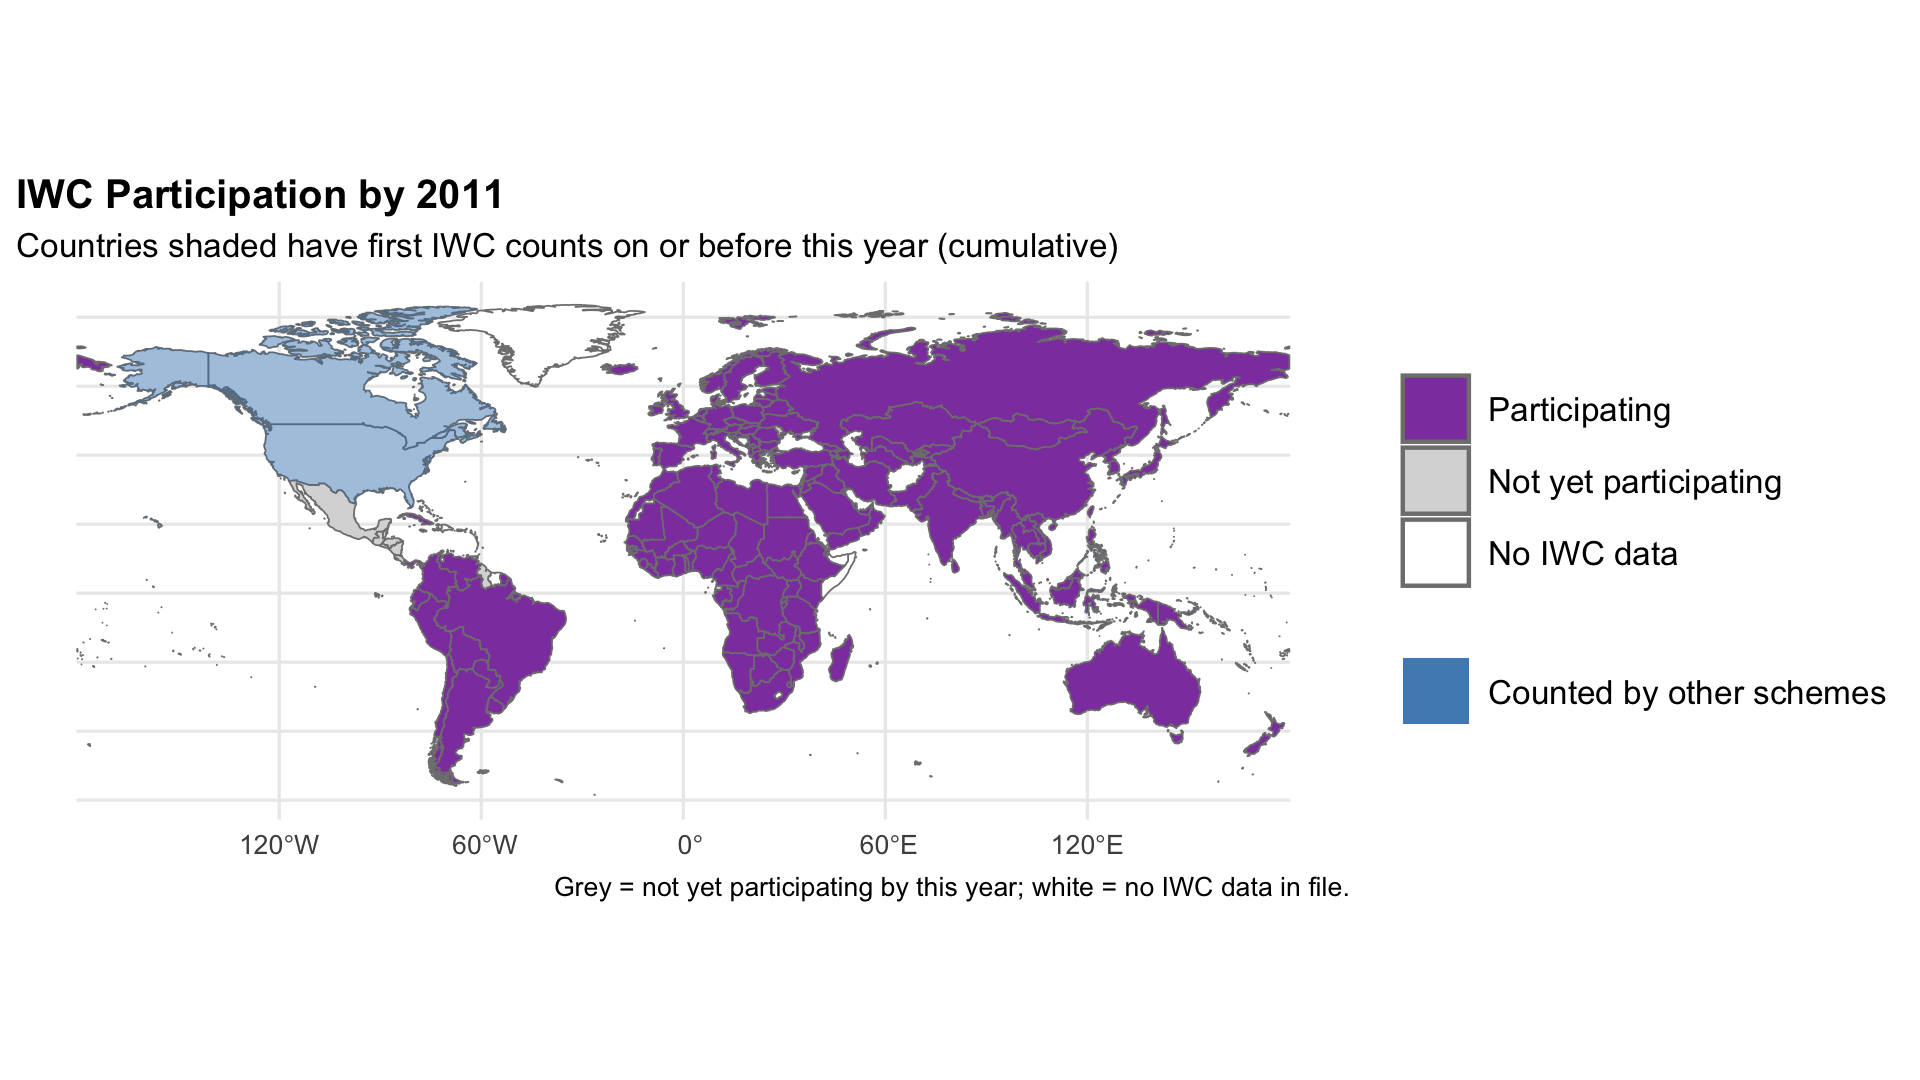 IWC Participation by 2011
Countries shaded have first IWC counts on or before this year (cumulative)
Participating
Not yet participating
No IWC data
Counted by other schemes
120°W 60°W 0° 60°E 120°E
Grey = not yet participating by this year; white = no IWC data in file.